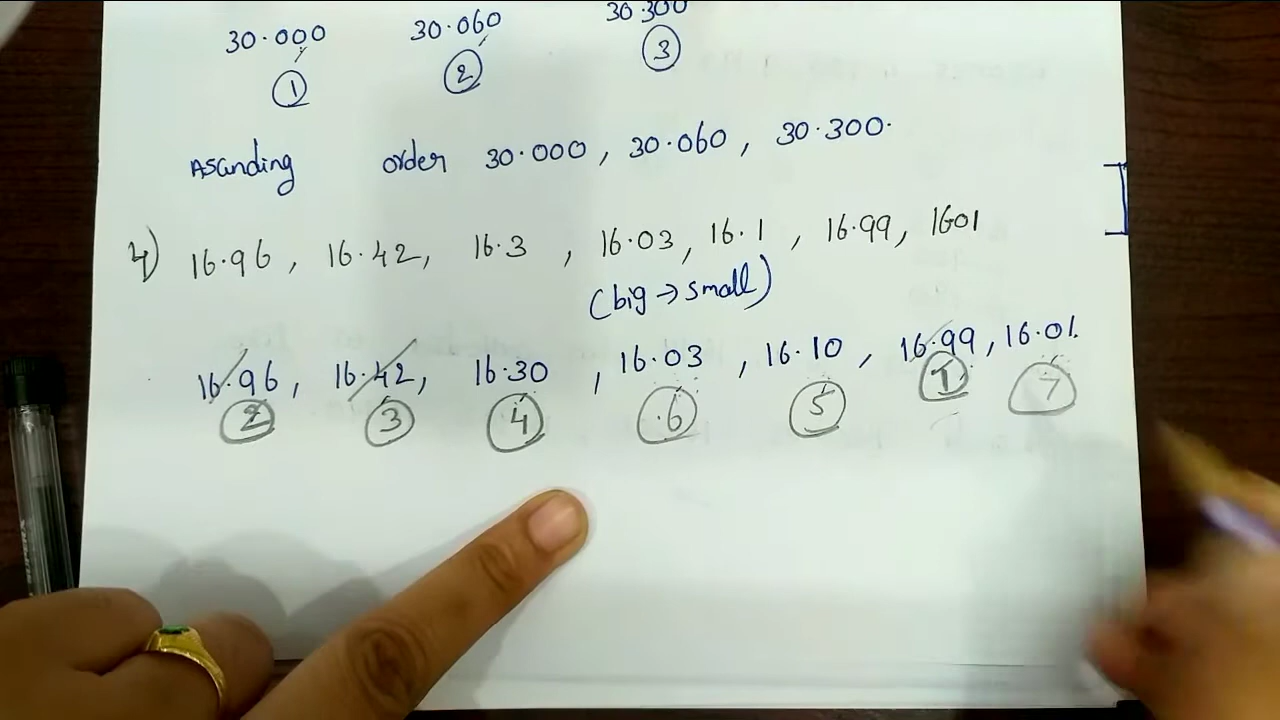 30.000 30.060 30 300
1 2 3
Ascending order 30.000, 30.060, 30.300.
4) 16.96, 16.42, 16.3, 16.03, 16.1, 16.99, 1601
(big → small)
16.96, 16.42, 16.30, 16.03, 16.10, 16.99, 16.01.
2 3 4 6 5 1 7